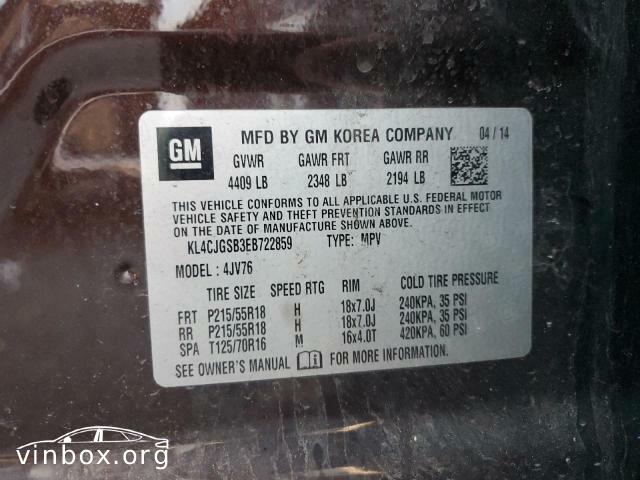 GM
MFD BY GM KOREA COMPANY 04/14
GVWR GAWR FRT GAWR RR
4409 LB 2348 LB 2194 LB
THIS VEHICLE CONFORMS TO ALL APPLICABLE U.S. FEDERAL MOTOR
VEHICLE SAFETY AND THEFT PREVENTION STANDARDS IN EFFECT ON
THE DATE OF MANUFACTURE SHOWN ABOVE.
KL4CJGSB3EB722859 TYPE: MPV
MODEL : 4JV76
TIRE SIZE SPEED RTG RIM COLD TIRE PRESSURE
FRT P215/55R18 H 18x7.0J 240KPA, 35 PSI
RR P215/55R18 H 18x7.0J 240KPA, 35 PSI
SPA T125/70R16 M 16x4.0T 420KPA, 60 PSI
SEE OWNER'S MANUAL FOR MORE INFORMATION.
vinbox.org